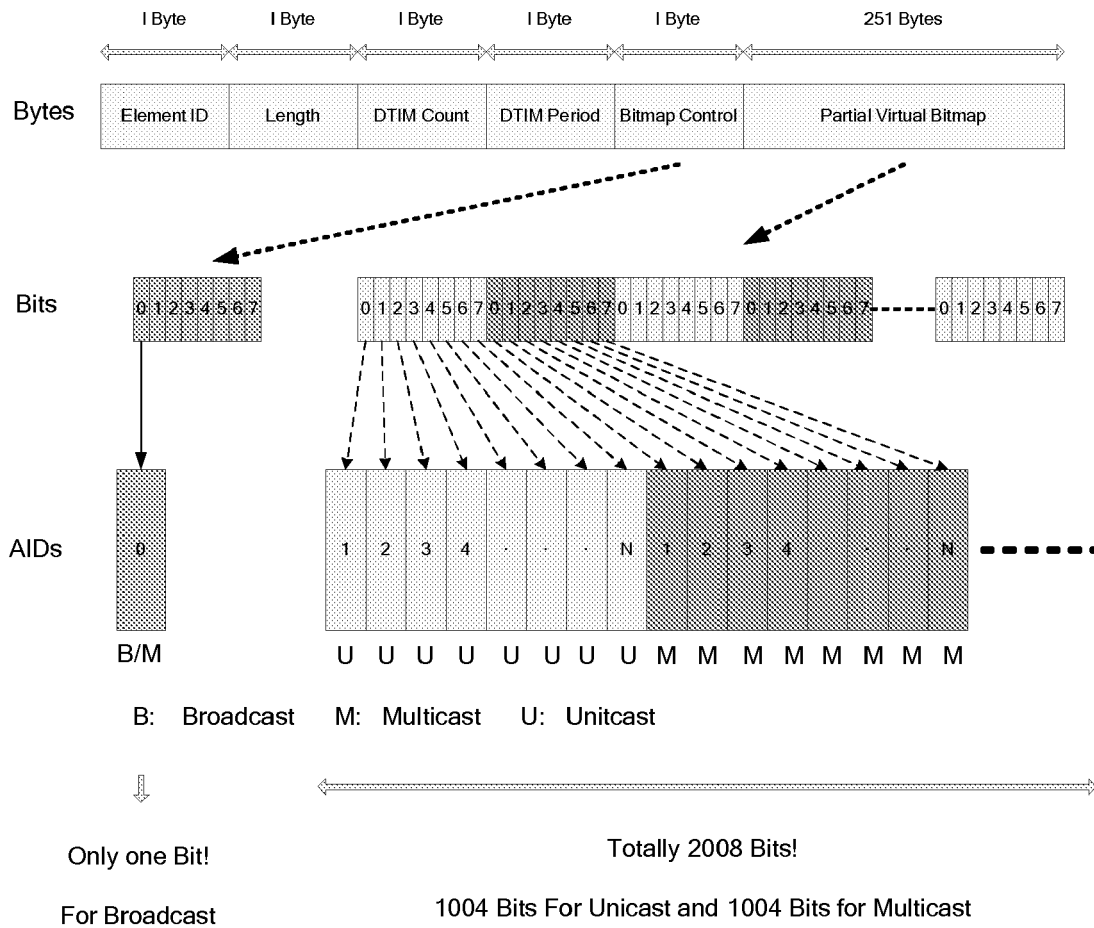 I Byte I Byte I Byte I Byte I Byte 251 Bytes
Bytes Element ID Length DTIM Count DTIM Period Bitmap Control Partial Virtual Bitmap
Bits 0 1 2 3 4 5 6 7 0 1 2 3 4 5 6 7 0 1 2 3 4 5 6 7 0 1 2 3 4 5 6 7 0 1 2 3 4 5 6 7 0 1 2 3 4 5 6 7
AIDs 0 1 2 3 4 . . . N 1 2 3 4 . . . N
B/M U U U U U U U U M M M M M M M M
B: Broadcast M: Multicast U: Unitcast
Only one Bit!
For Broadcast
Totally 2008 Bits!
1004 Bits For Unicast and 1004 Bits for Multicast